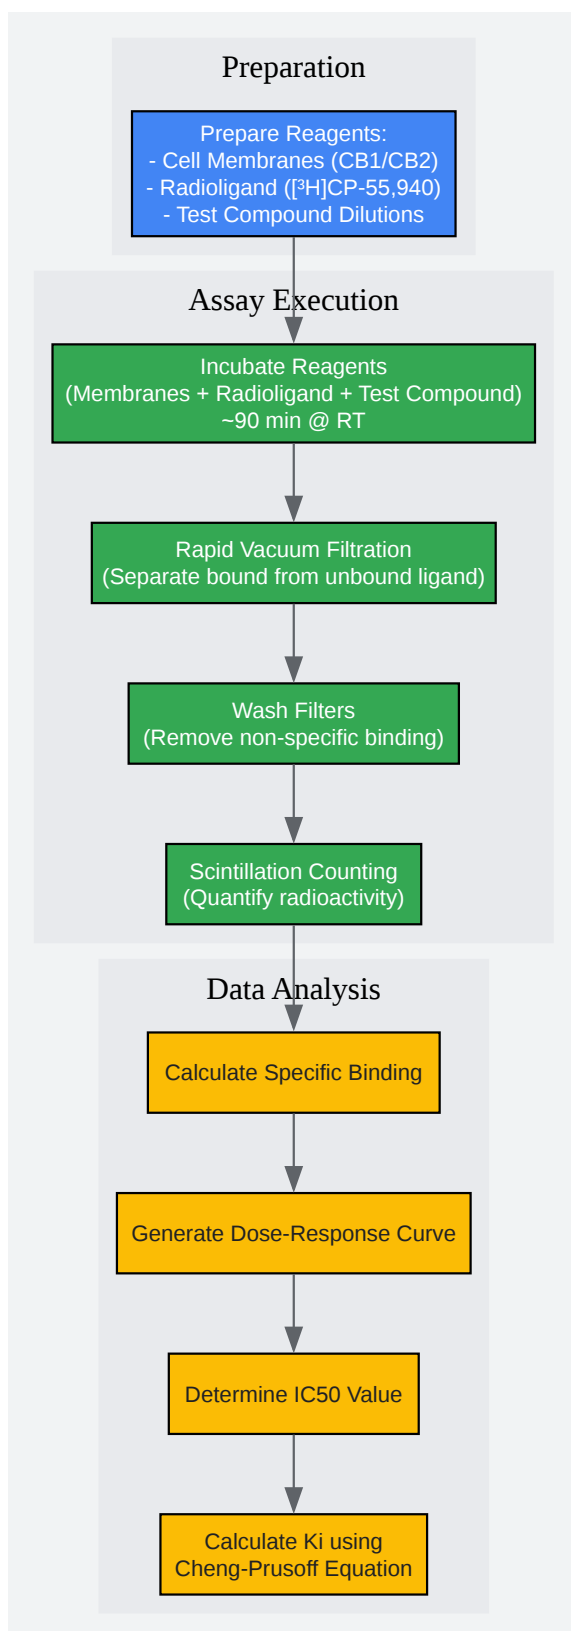 Preparation
Prepare Reagents:
- Cell Membranes (CB1/CB2)
- Radioligand ([³H]CP-55,940)
- Test Compound Dilutions
Assay Execution
Incubate Reagents
(Membranes + Radioligand + Test Compound)
~90 min @ RT
Rapid Vacuum Filtration
(Separate bound from unbound ligand)
Wash Filters
(Remove non-specific binding)
Scintillation Counting
(Quantify radioactivity)
Data Analysis
Calculate Specific Binding
Generate Dose-Response Curve
Determine IC50 Value
Calculate Ki using
Cheng-Prusoff Equation